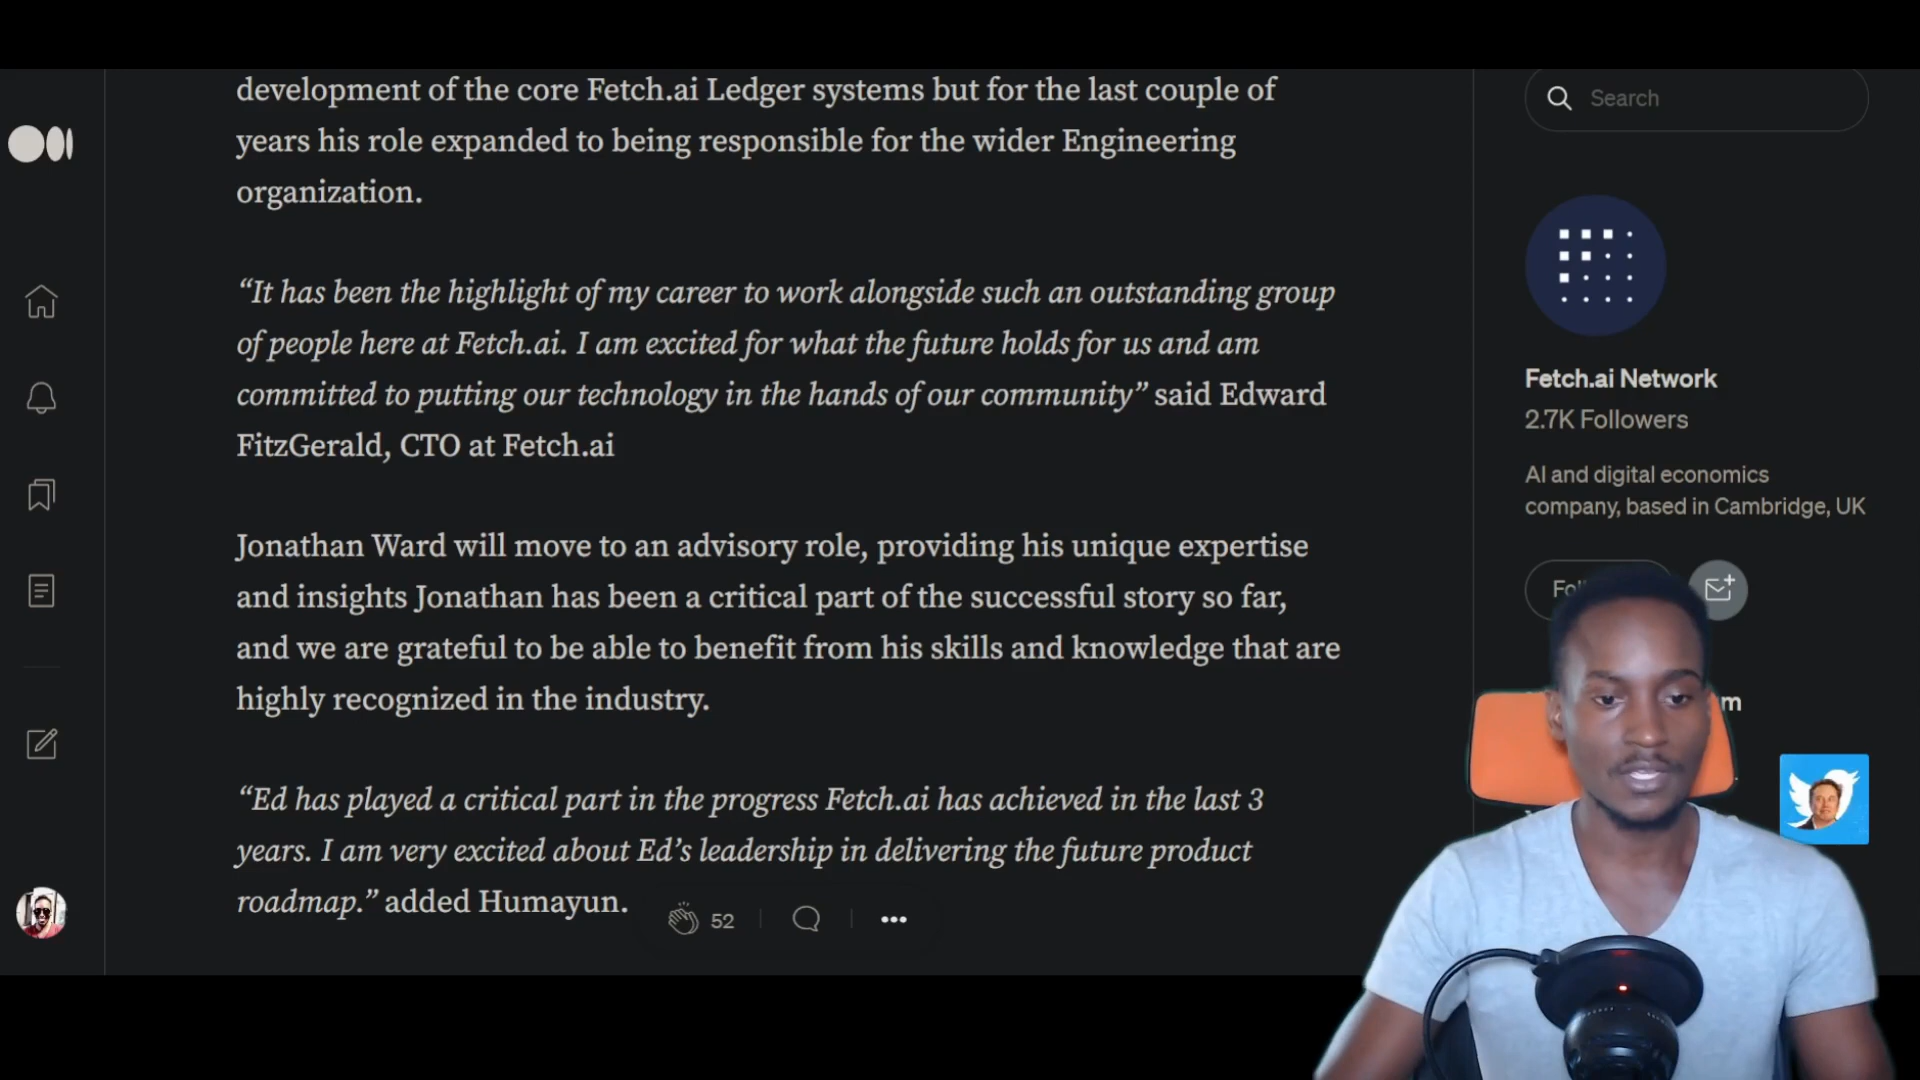 development of the core Fetch.ai Ledger systems but for the last couple of
years his role expanded to being responsible for the wider Engineering
organization.
“It has been the highlight of my career to work alongside such an outstanding group
of people here at Fetch.ai. I am excited for what the future holds for us and am
committed to putting our technology in the hands of our community” said Edward
FitzGerald, CTO at Fetch.ai
Jonathan Ward will move to an advisory role, providing his unique expertise
and insights Jonathan has been a critical part of the successful story so far,
and we are grateful to be able to benefit from his skills and knowledge that are
highly recognized in the industry.
“Ed has played a critical part in the progress Fetch.ai has achieved in the last 3
years. I am very excited about Ed’s leadership in delivering the future product
roadmap.” added Humayun.
52
Search
Fetch.ai Network
2.7K Followers
AI and digital economics
company, based in Cambridge, UK